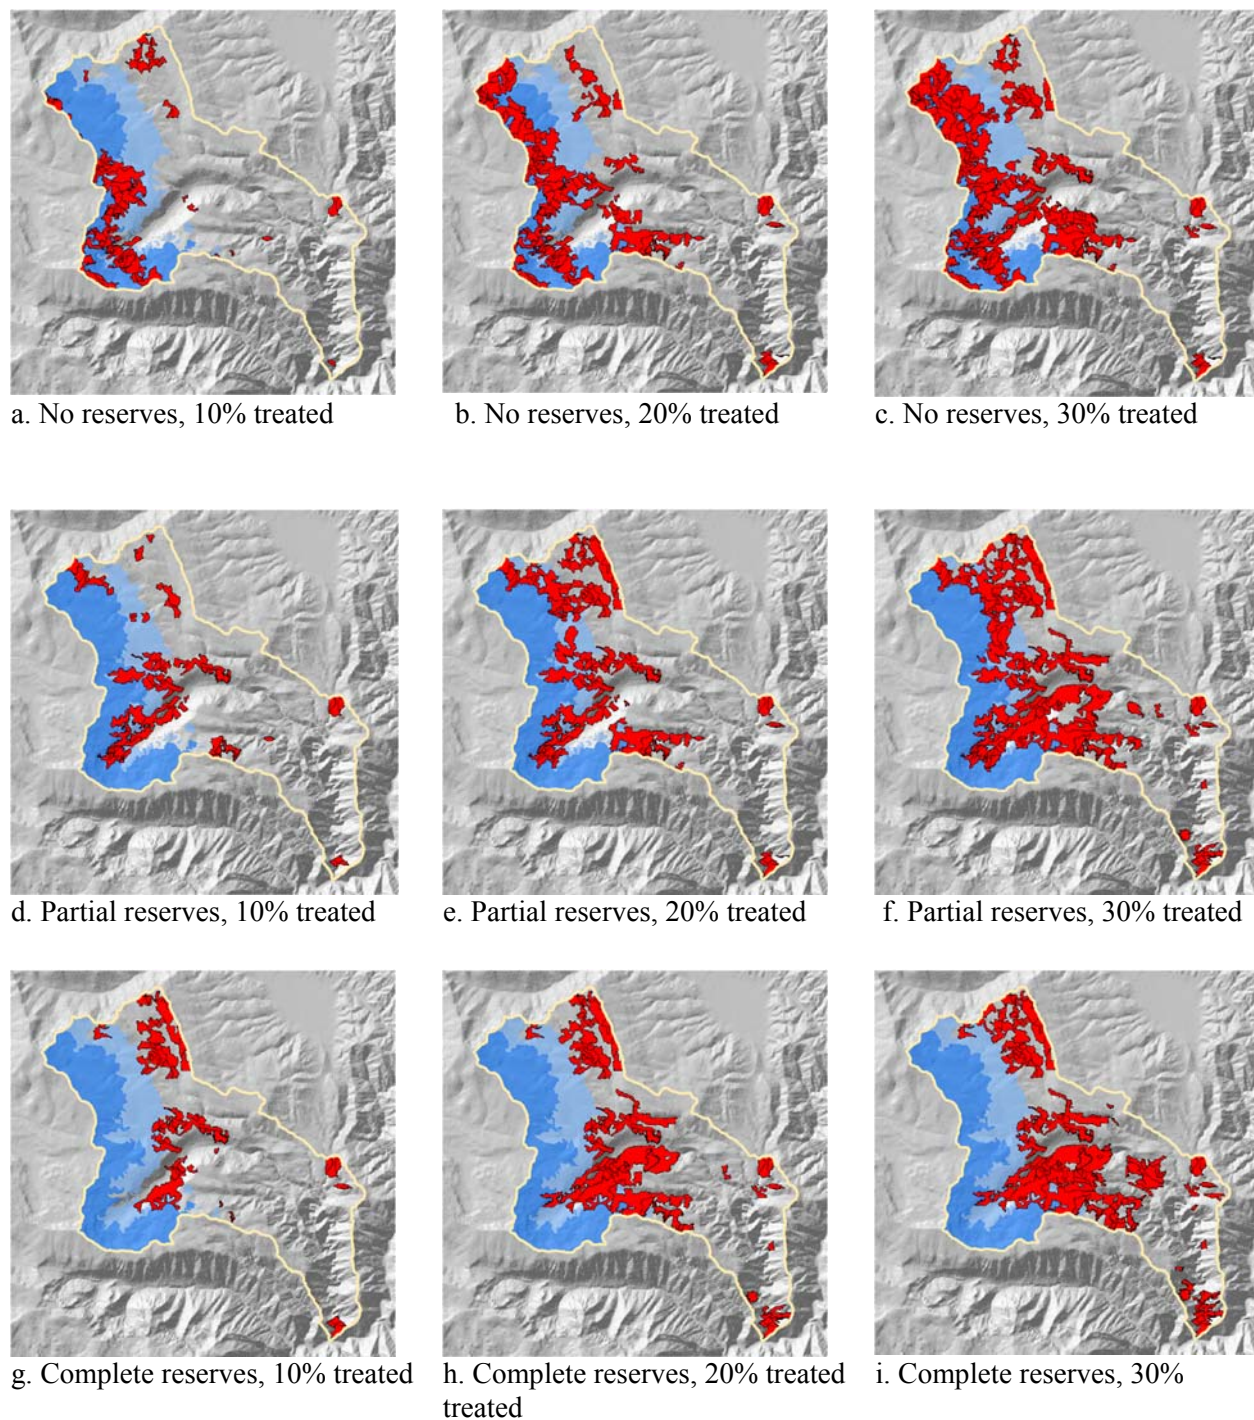 a. No reserves, 10% treated
b. No reserves, 20% treated
c. No reserves, 30% treated
d. Partial reserves, 10% treated
e. Partial reserves, 20% treated
f. Partial reserves, 30% treated
g. Complete reserves, 10% treated
h. Complete reserves, 20% treated
treated
i. Complete reserves, 30%